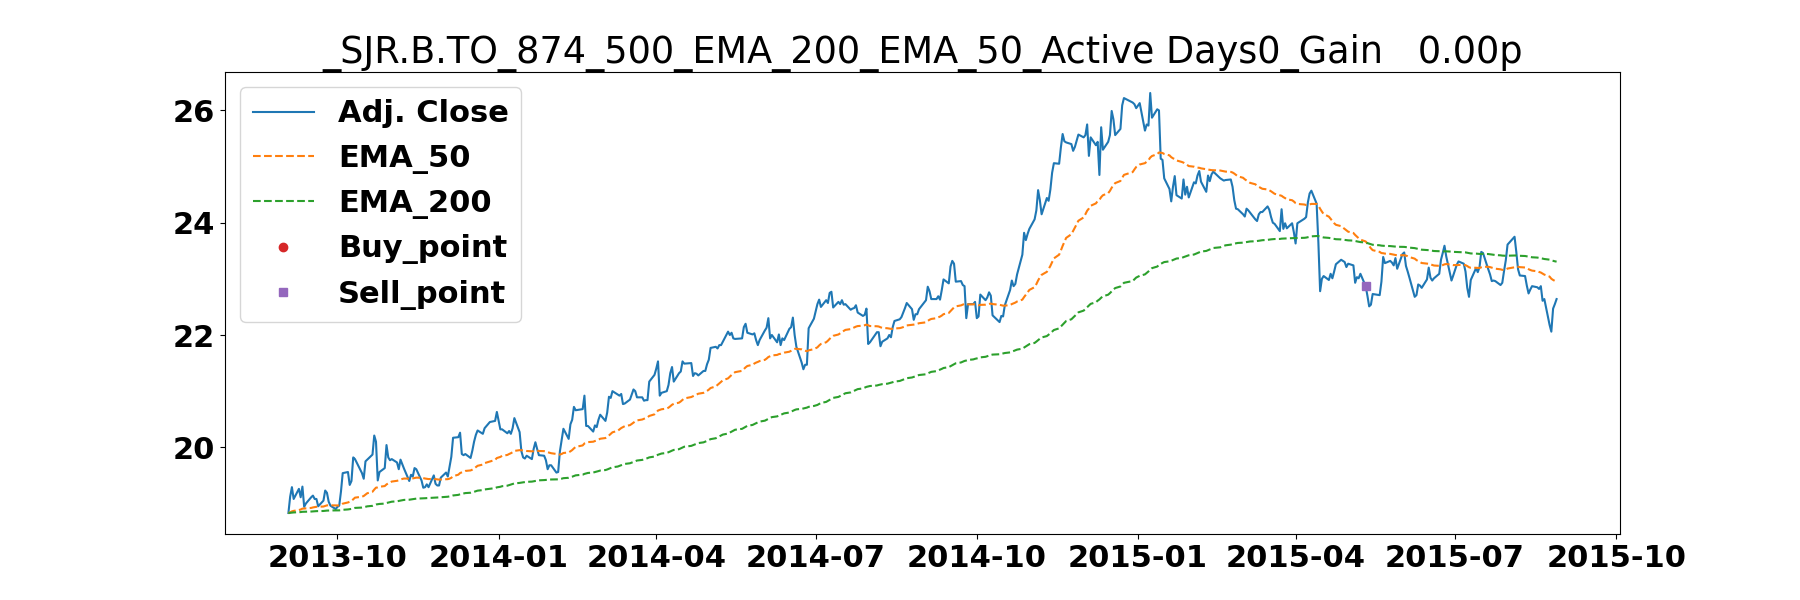 _SJR.B.TO_874_500_EMA_200_EMA_50_Active Days0_Gain   0.00p
Adj. Close
EMA_50
EMA_200
Buy_point
Sell_point
26
24
22
20
2013-10
2014-01
2014-04
2014-07
2014-10
2015-01
2015-04
2015-07
2015-10